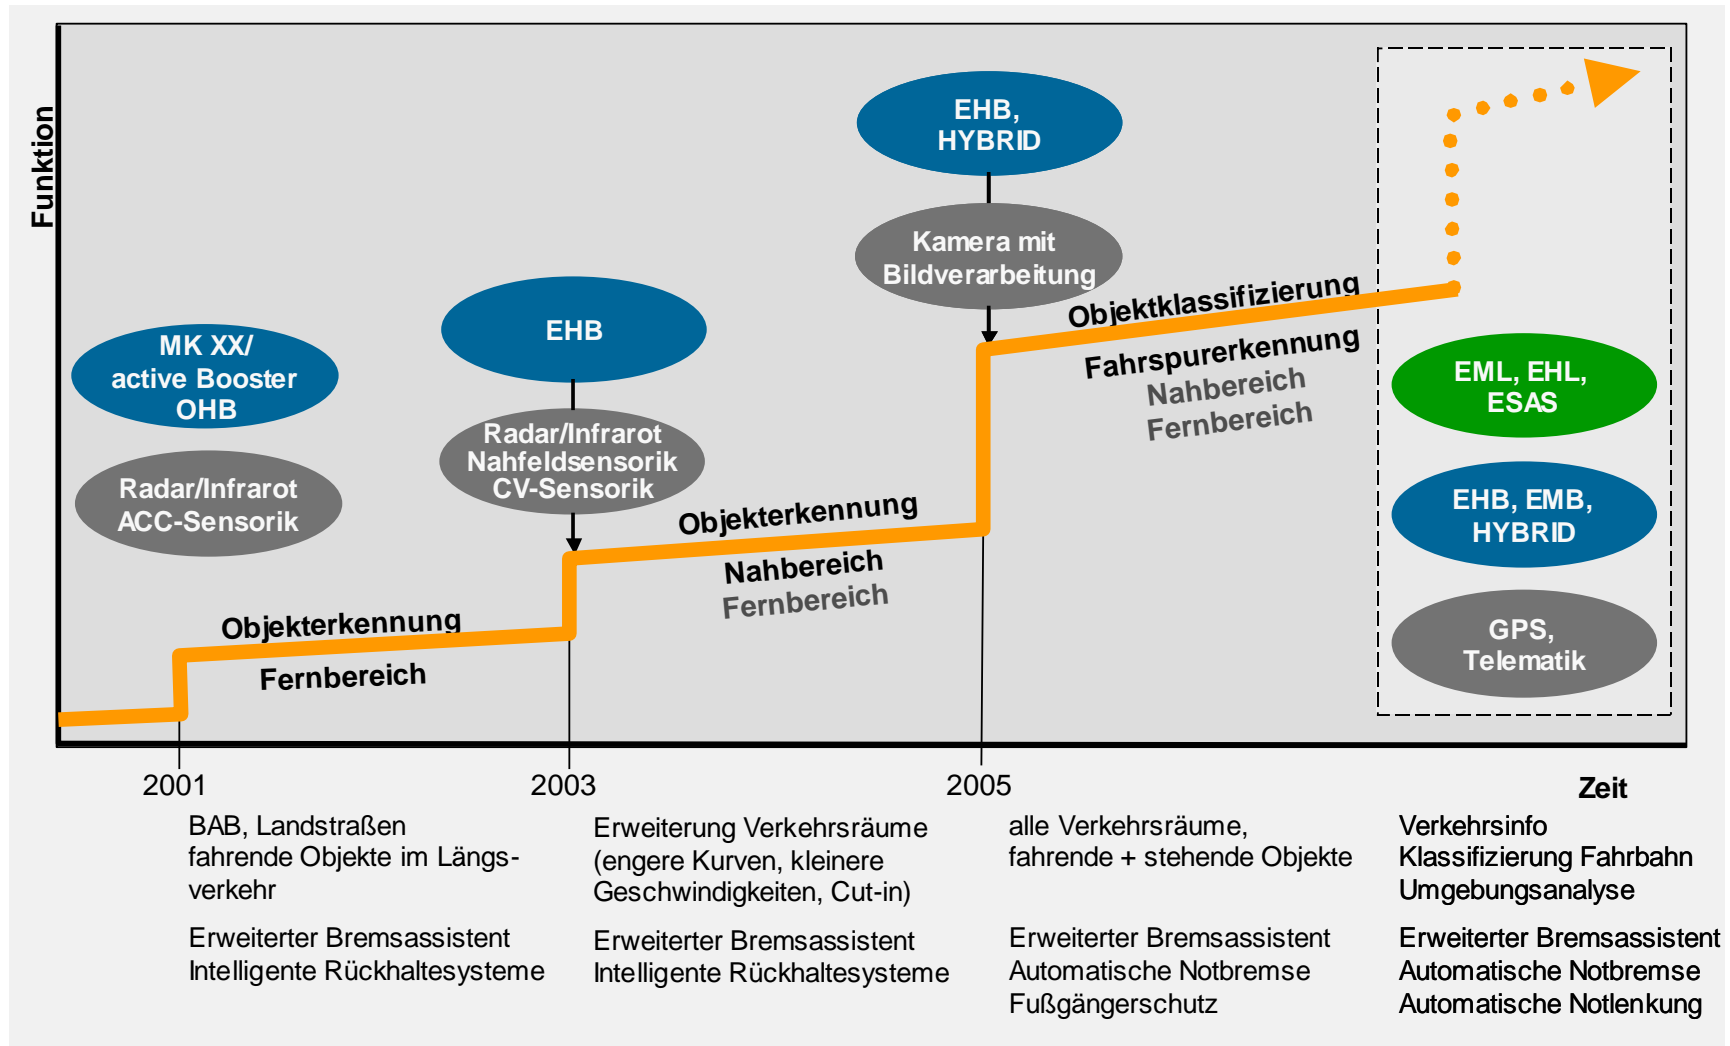 Funktion
EHB,
HYBRID
Kamera mit
Bildverarbeitung
EHB
Radar/Infrarot
Nahfeldsensorik
CV-Sensorik
MK XX/
active Booster
OHB
Radar/Infrarot
ACC-Sensorik
Objekterkennung
Fernbereich
Objekterkennung
Nahbereich
Fernbereich
Objektklassifizierung
Fahrspurerkennung
Nahbereich
Fernbereich
EML, EHL,
ESAS
EHB, EMB,
HYBRID
GPS,
Telematik
2001
2003
2005
Zeit
BAB, Landstraßen
fahrende Objekte im Längs-
verkehr
Erweiterter Bremsassistent
Intelligente Rückhaltesysteme
Erweiterung Verkehrsräume
(engere Kurven, kleinere
Geschwindigkeiten, Cut-in)
Erweiterter Bremsassistent
Intelligente Rückhaltesysteme
alle Verkehrsräume,
fahrende + stehende Objekte
Erweiterter Bremsassistent
Automatische Notbremse
Fußgängerschutz
Verkehrsinfo
Klassifizierung Fahrbahn
Umgebungsanalyse
Erweiterter Bremsassistent
Automatische Notbremse
Automatische Notlenkung